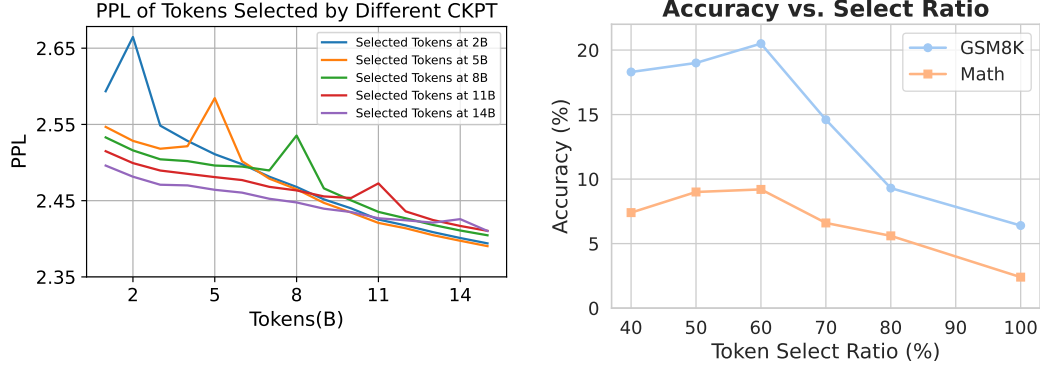 PPL of Tokens Selected by Different CKPT
2.65
2.55
2.45
2.35
PPL
Selected Tokens at 2B
Selected Tokens at 5B
Selected Tokens at 8B
Selected Tokens at 11B
Selected Tokens at 14B
2 5 8 11 14
Tokens(B)
Accuracy vs. Select Ratio
20
15
10
5
0
Accuracy (%)
GSM8K
Math
40 50 60 70 80 90 100
Token Select Ratio (%)